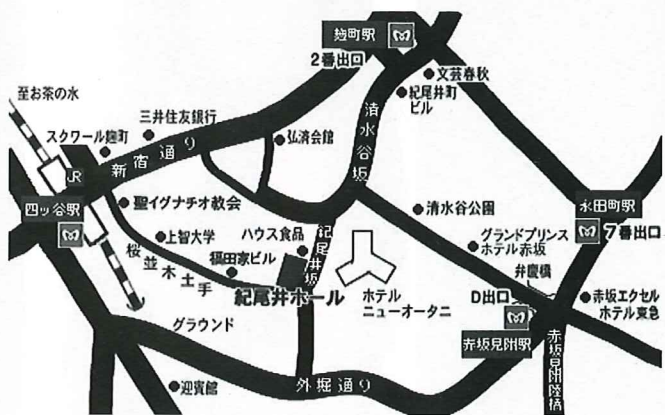 麹町駅
2番出口
文芸春秋
紀尾井町
ビル
至お茶の水
三井住友銀行
スクワール麹町
弘済会館
清水谷坂
新宿通り
JR
四ッ谷駅
聖イグナチオ教会
上智大学
ハウス食品
紀尾井坂
清水谷公園
永田町駅
7番出口
グランドプリンス
ホテル赤坂
福田家ビル
桜並木土手
弁慶橋
紀尾井ホール
ホテル
ニューオータニ
D出口
赤坂エクセル
ホテル東急
グラウンド
赤坂見附駅
赤坂見附陸橋
迎賓館
外堀通り